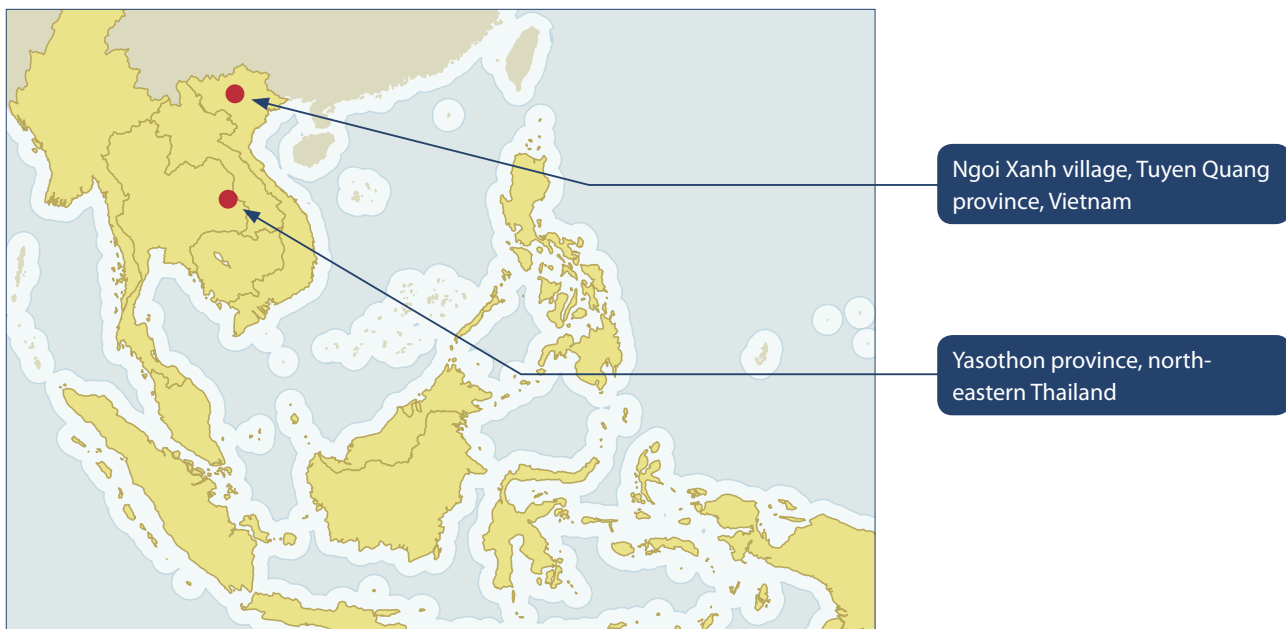 Ngoi Xanh village, Tuyen Quang
province, Vietnam
Yasothon province, north-
eastern Thailand